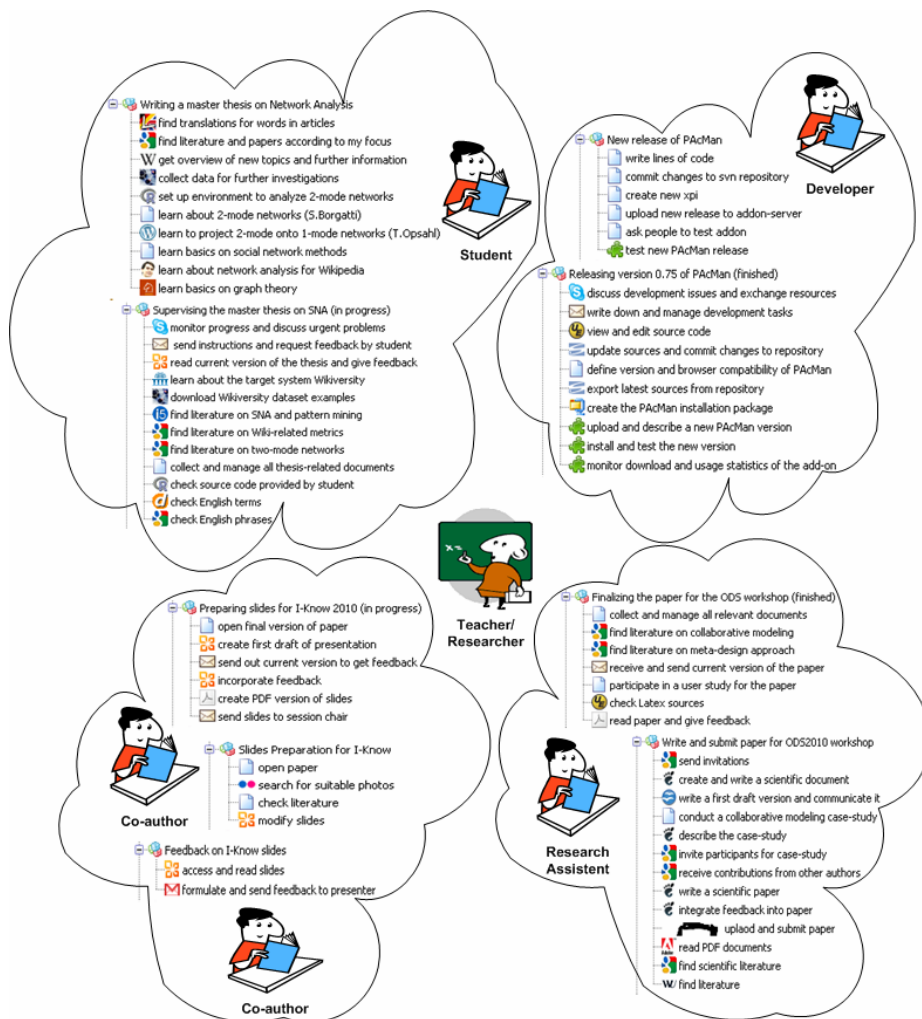 Writing a master thesis on Network Analysis
find translations for words in articles
find literature and papers according to my focus
W get overview of new topics and further information
collect data for further investigations
set up environment to analyze 2-mode networks
learn about 2-mode networks (S.Borgatti)
learn to project 2-mode onto 1-mode networks (T.Opsahl)
learn basics on social network methods
learn about network analysis for Wikipedia
learn basics on graph theory
Student
Supervising the master thesis on SNA (in progress)
monitor progress and discuss urgent problems
send instructions and request feedback by student
read current version of the thesis and give feedback
learn about the target system Wikiversity
download Wikiversity dataset examples
find literature on SNA and pattern mining
find literature on Wiki-related metrics
find literature on two-mode networks
collect and manage all thesis-related documents
check source code provided by student
check English terms
check English phrases
New release of PAcMan
write lines of code
commit changes to svn repository
create new xpi
upload new release to addon-server
ask people to test addon
test new PAcMan release
Developer
Releasing version 0.75 of PAcMan (finished)
discuss development issues and exchange resources
write down and manage development tasks
view and edit source code
update sources and commit changes to repository
define version and browser compatibility of PAcMan
export latest sources from repository
create the PAcMan installation package
upload and describe a new PAcMan version
install and test the new version
monitor download and usage statistics of the add-on
Teacher/
Researcher
Preparing slides for I-Know 2010 (in progress)
open final version of paper
create first draft of presentation
send out current version to get feedback
incorporate feedback
create PDF version of slides
send slides to session chair
Co-author
Slides Preparation for I-Know
open paper
search for suitable photos
check literature
modify slides
Feedback on I-Know slides
access and read slides
formulate and send feedback to presenter
Co-author
Finalizing the paper for the ODS workshop (finished)
collect and manage all relevant documents
find literature on collaborative modeling
find literature on meta-design approach
receive and send current version of the paper
participate in a user study for the paper
check Latex sources
read paper and give feedback
Research
Assistent
Write and submit paper for ODS2010 workshop
send invitations
create and write a scientific document
write a first draft version and communicate it
conduct a collaborative modeling case-study
describe the case-study
invite participants for case-study
receive contributions from other authors
write a scientific paper
integrate feedback into paper
uplaod and submit paper
read PDF documents
find scientific literature
find literature